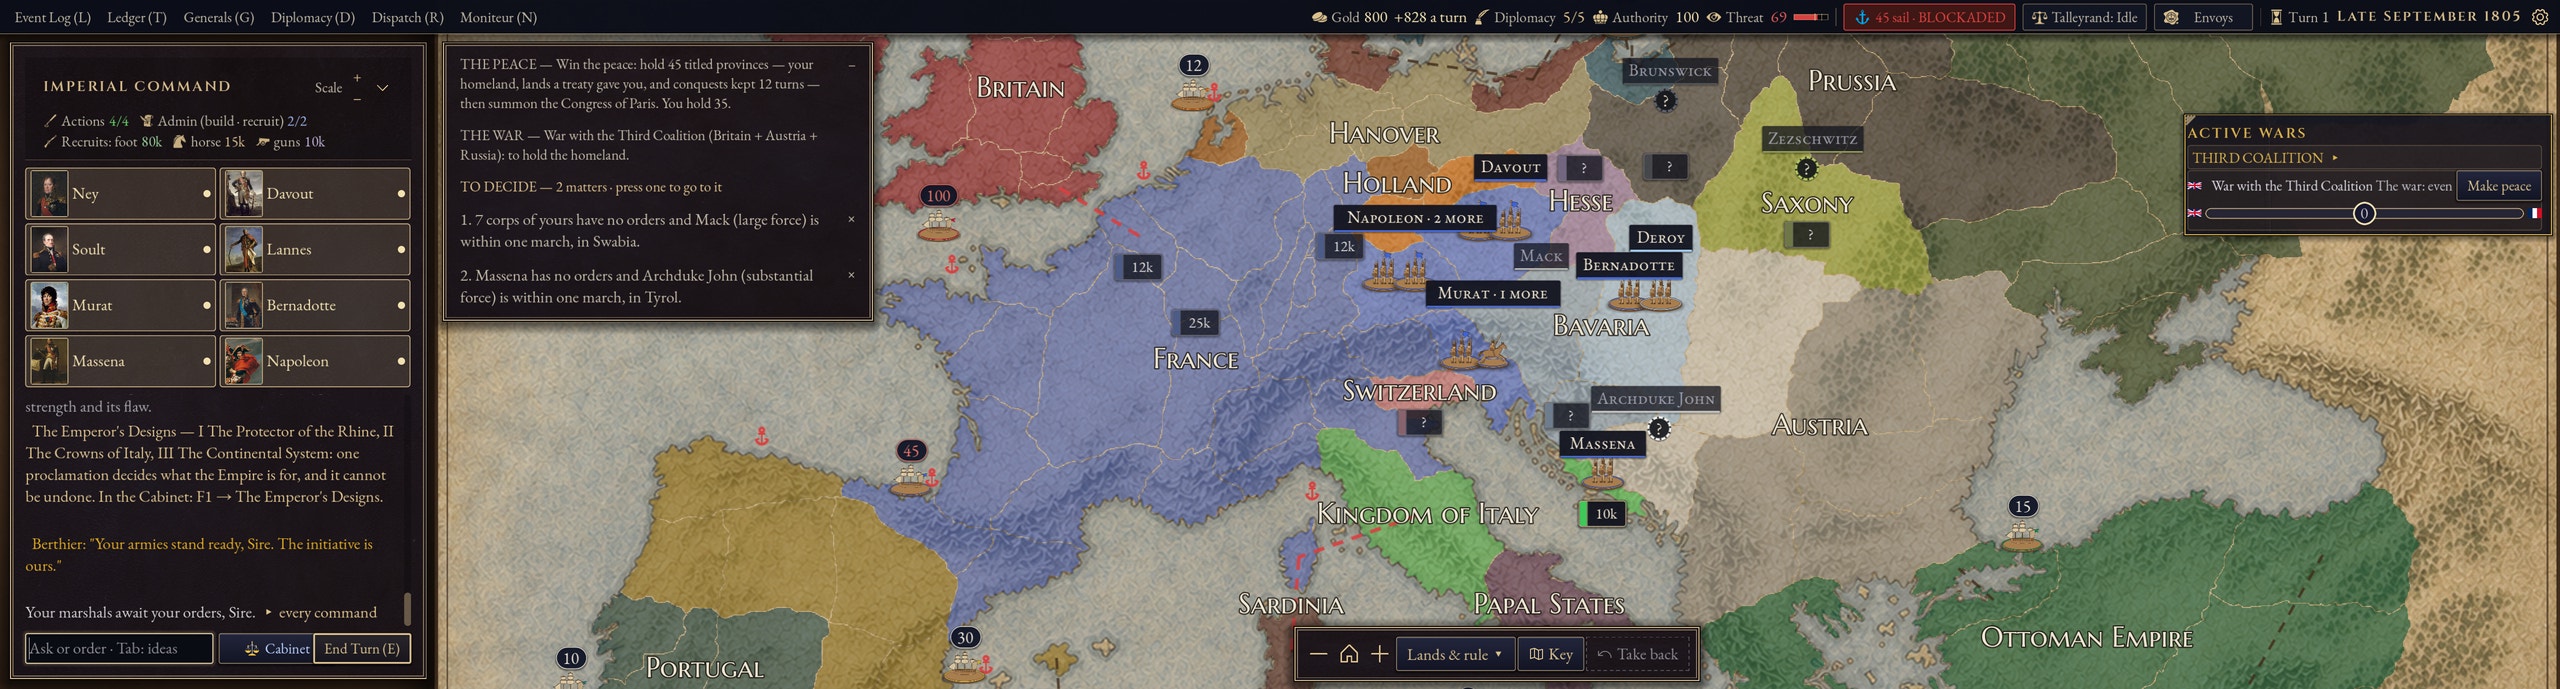 Event Log (L) Ledger (T) Generals (G) Diplomacy (D) Dispatch (R) Moniteur (N)
Gold 800 +828 a turn Diplomacy 5/5 Authority 100 Threat 69 45 sail · BLOCKADED Talleyrand: Idle Envoys Turn 1 LATE SEPTEMBER 1805
IMPERIAL COMMAND Scale + −
Actions 4/4 Admin (build · recruit) 2/2
Recruits: foot 80k horse 15k guns 10k
Ney Davout
Soult Lannes
Murat Bernadotte
Massena Napoleon
strength and its flaw.
The Emperor's Designs — I The Protector of the Rhine, II
The Crowns of Italy, III The Continental System: one
proclamation decides what the Empire is for, and it cannot
be undone. In the Cabinet: F1 → The Emperor's Designs.
Berthier: "Your armies stand ready, Sire. The initiative is
ours."
Your marshals await your orders, Sire. ▸ every command
Ask or order · Tab: ideas Cabinet End Turn (E)
THE PEACE — Win the peace: hold 45 titled provinces — your –
homeland, lands a treaty gave you, and conquests kept 12 turns —
then summon the Congress of Paris. You hold 35.
THE WAR — War with the Third Coalition (Britain + Austria +
Russia): to hold the homeland.
TO DECIDE — 2 matters · press one to go to it
1. 7 corps of yours have no orders and Mack (large force) is ×
within one march, in Swabia.
2. Massena has no orders and Archduke John (substantial ×
force) is within one march, in Tyrol.
12
BRITAIN
BRUNSWICK
?
PRUSSIA
HANOVER
ZEZSCHWITZ
?
DAVOUT
?
?
HOLLAND
HESSE
SAXONY
100
NAPOLEON · 2 MORE
?
12k
DEROY
MACK
BERNADOTTE
12k
MURAT · 1 MORE
25k
BAVARIA
FRANCE
SWITZERLAND
ARCHDUKE JOHN
?
?
?
AUSTRIA
MASSENA
45
KINGDOM OF ITALY
10k
15
SARDINIA
PAPAL STATES
OTTOMAN EMPIRE
30
10
PORTUGAL
− + Lands & rule ▾ Key Take back
ACTIVE WARS
THIRD COALITION ▸
War with the Third Coalition The war: even Make peace
0